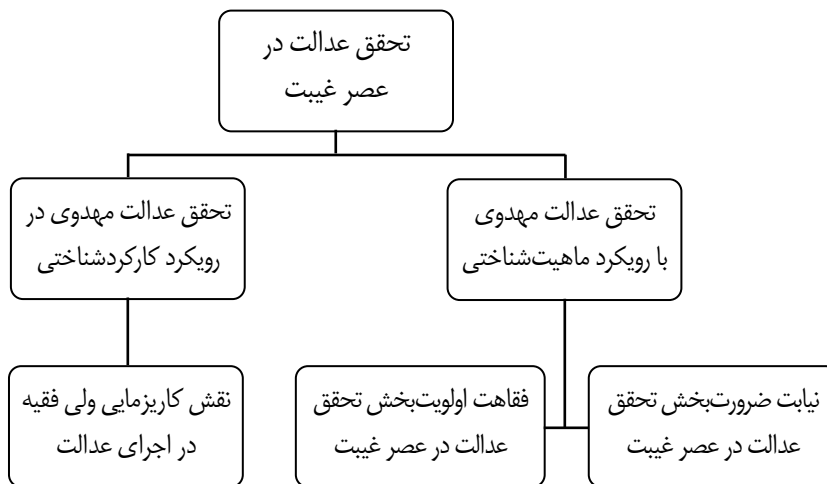 تحقق عدالت در
عصر غیبت
تحقق عدالت مهدوی
با رویکرد ماهیت‌شناختی
تحقق عدالت مهدوی در
رویکرد کارکردشناختی
نیابت ضرورت‌بخش تحقق
عدالت در عصر غیبت
فقاهت اولویت‌بخش تحقق
عدالت در عصر غیبت
نقش کاریزمایی ولی فقیه
در اجرای عدالت